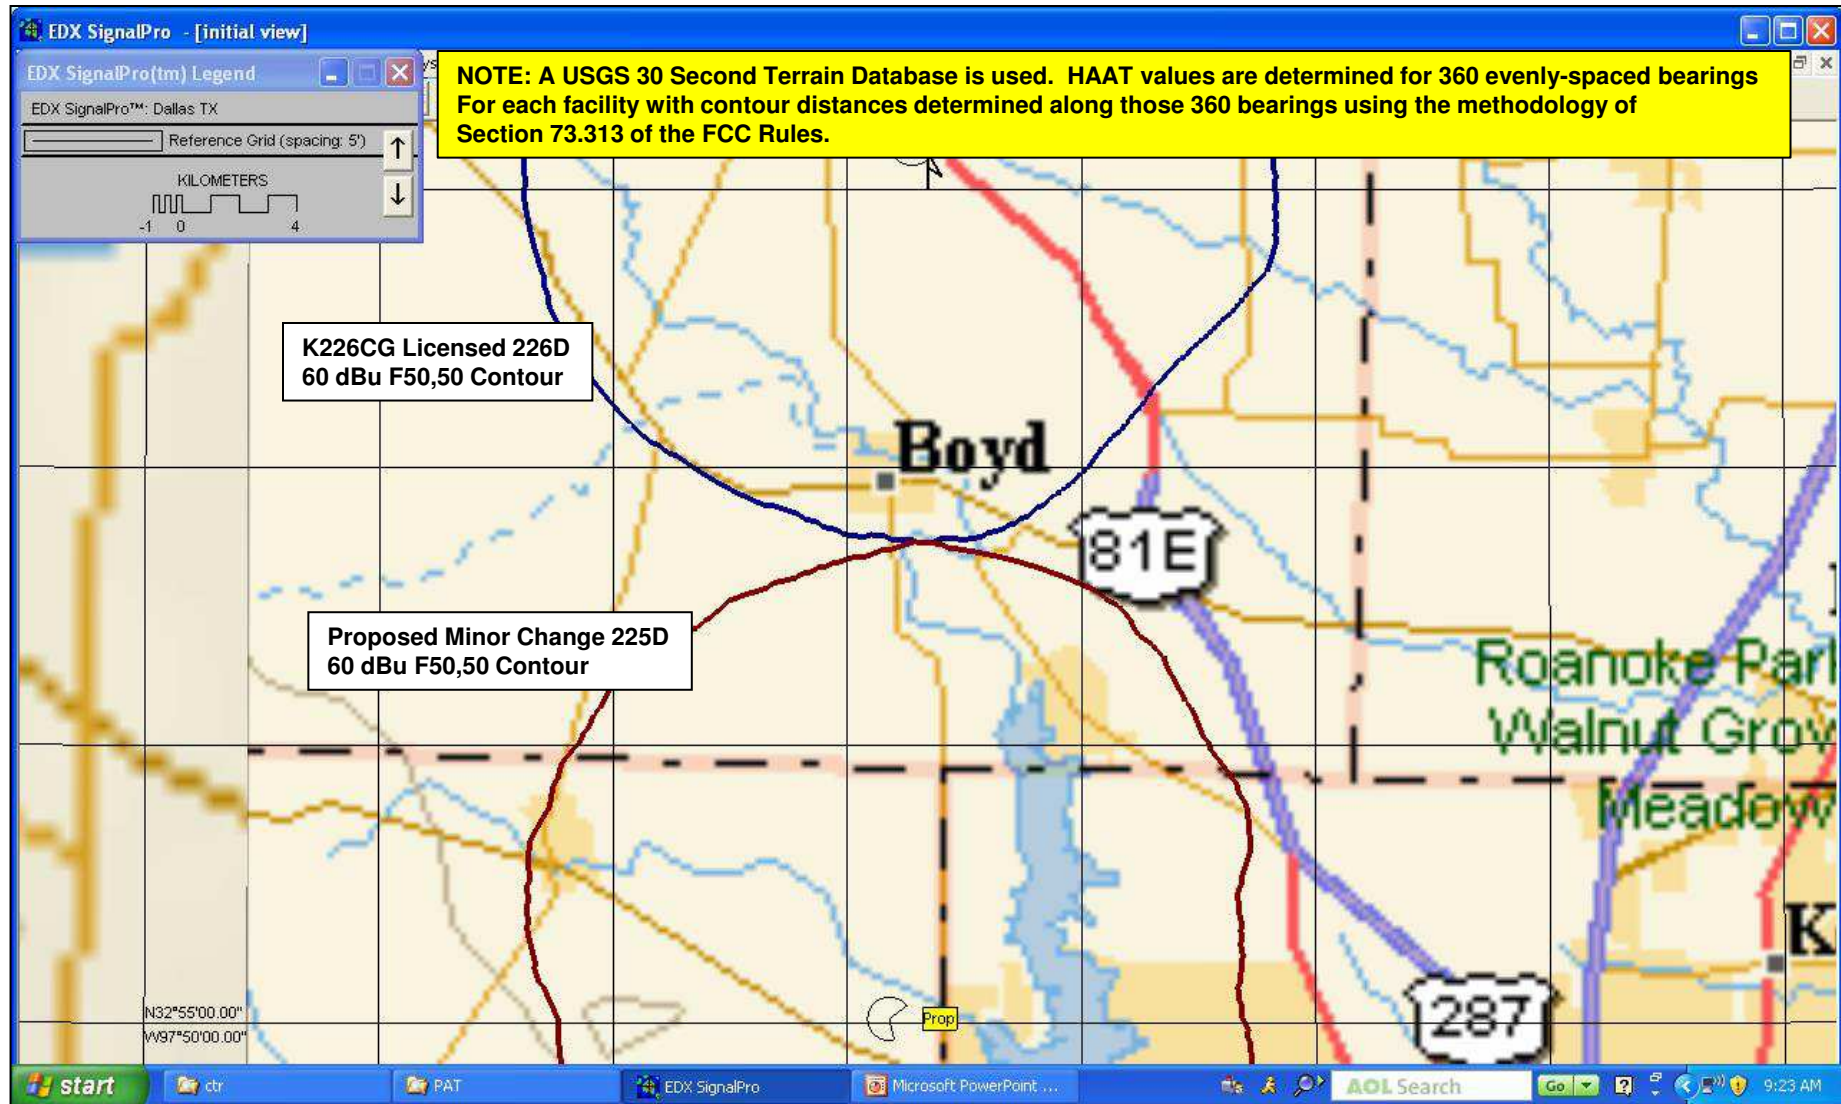 EDX SignalPro - [initial view]
EDX SignalPro(tm) Legend
EDX SignalPro™: Dallas TX
Reference Grid (spacing: 5')
KILOMETERS
-1 0 4
NOTE: A USGS 30 Second Terrain Database is used. HAAT values are determined for 360 evenly-spaced bearings
For each facility with contour distances determined along those 360 bearings using the methodology of
Section 73.313 of the FCC Rules.
K226CG Licensed 226D
60 dBu F50,50 Contour
Boyd
81E
Proposed Minor Change 225D
60 dBu F50,50 Contour
Roanoke Park
Walnut Grov
Meadow
K
287
N32°55'00.00"
W97°50'00.00"
Prop
start
ctr
PAT
EDX SignalPro
Microsoft PowerPoint ...
AOL Search
Go
9:23 AM